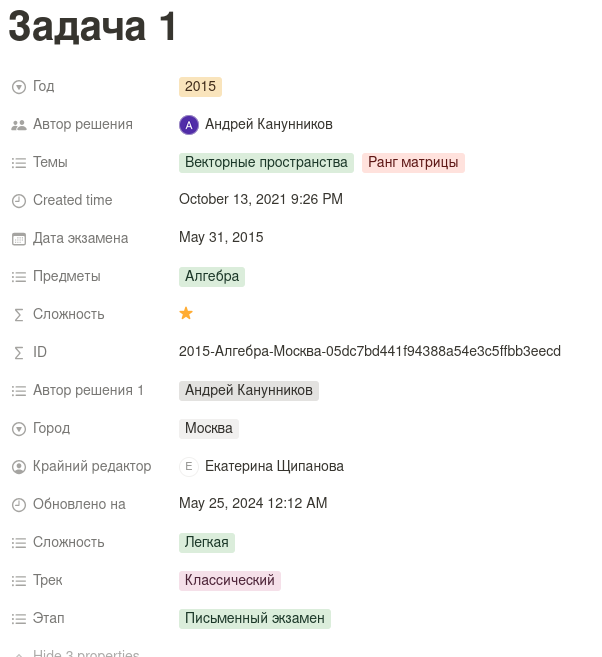 Задача 1
Год 2015
Автор решения А Андрей Канунников
Темы Векторные пространства Ранг матрицы
Created time October 13, 2021 9:26 PM
Дата экзамена May 31, 2015
Предметы Алгебра
Сложность
ID 2015-Алгебра-Москва-05dc7bd441f94388a54e3c5ffbb3eecd
Автор решения 1 Андрей Канунников
Город Москва
Крайний редактор Е Екатерина Щипанова
Обновлено на May 25, 2024 12:12 AM
Сложность Легкая
Трек Классический
Этап Письменный экзамен
Hide 3 properties